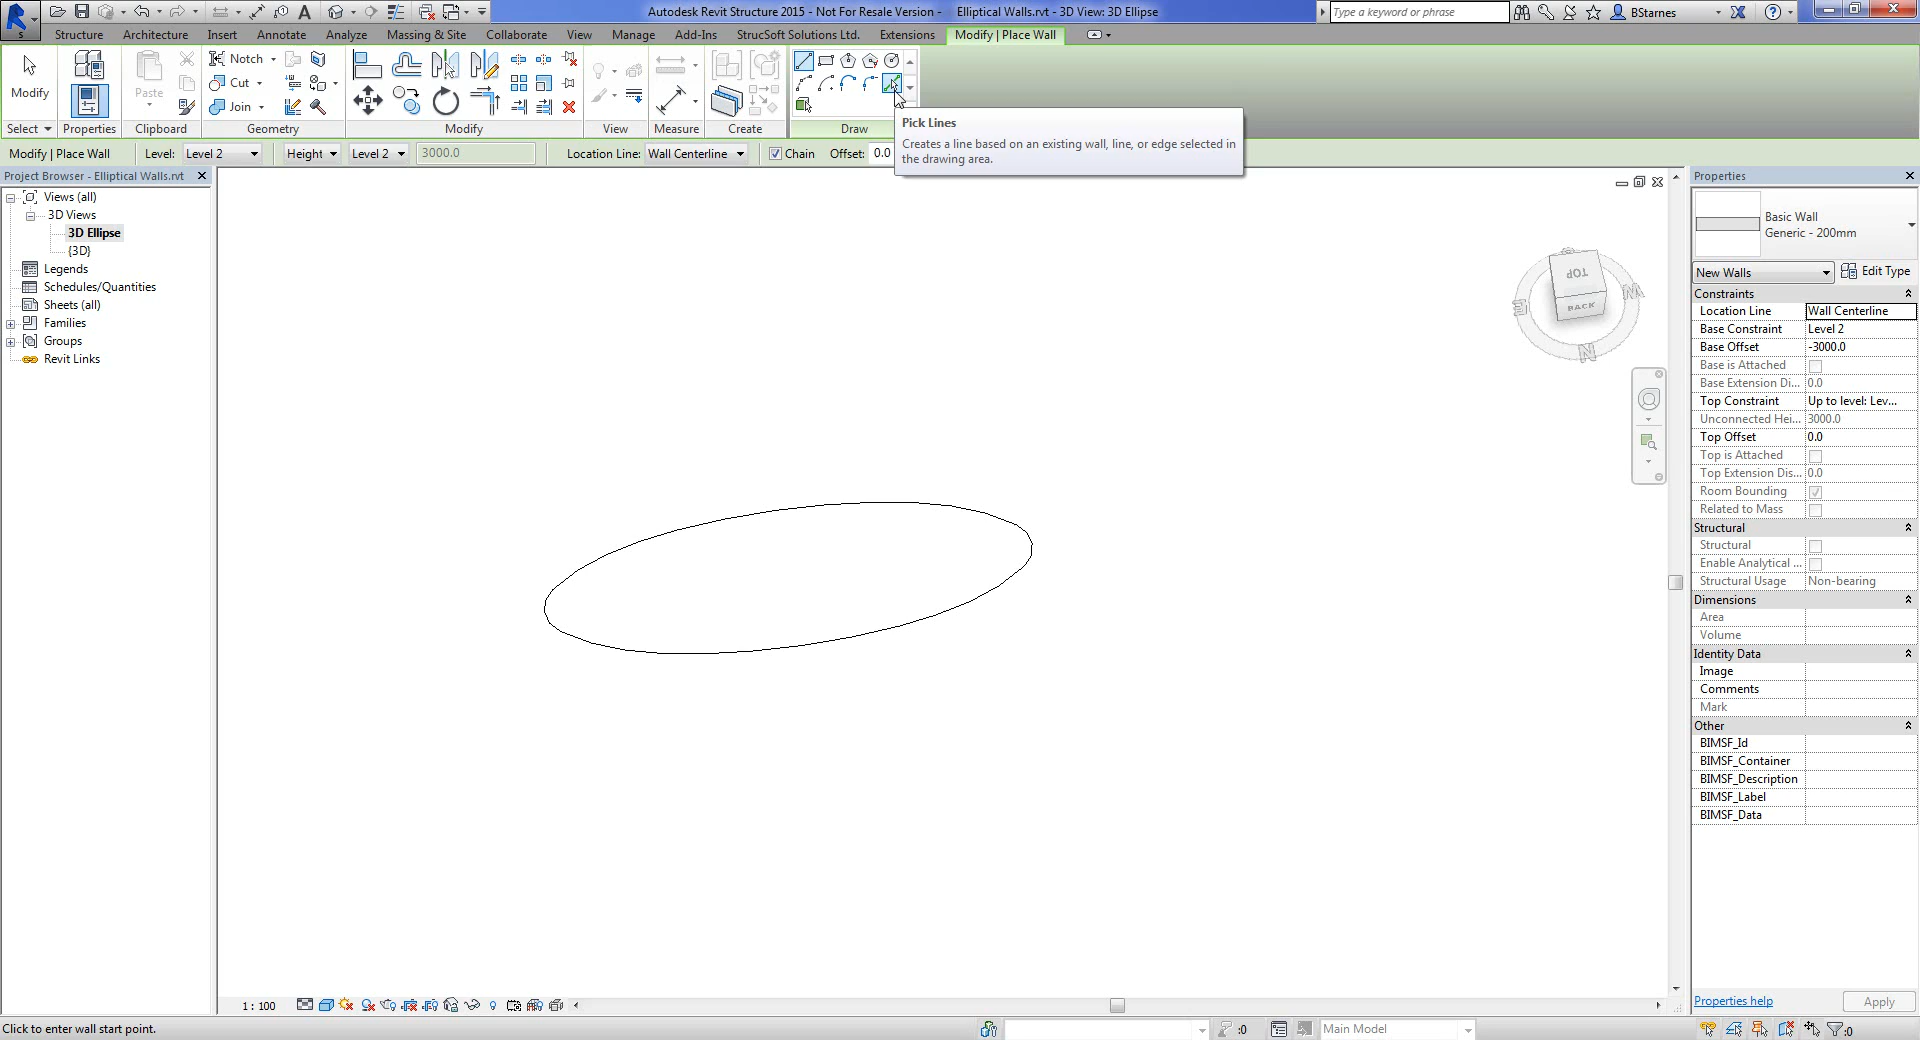 Autodesk Revit Structure 2015 - Not For Resale Version - Elliptical Walls.rvt - 3D View: 3D Ellipse
Type a keyword or phrase
BStarnes
Structure Architecture Insert Annotate Analyze Massing & Site Collaborate View Manage Add-Ins StrucSoft Solutions Ltd. Extensions Modify | Place Wall
Modify
Paste
Notch
Cut
Join
Select Properties Clipboard Geometry Modify View Measure Create Draw
Pick Lines
Creates a line based on an existing wall, line, or edge selected in
the drawing area.
Modify | Place Wall Level: Level 2 Height Level 2 3000.0 Location Line: Wall Centerline Chain Offset: 0.0
Project Browser - Elliptical Walls.rvt
Views (all)
3D Views
3D Ellipse
{3D}
Legends
Schedules/Quantities
Sheets (all)
Families
Groups
Revit Links
TOP
BACK
E
W
N
Properties
Basic Wall
Generic - 200mm
New Walls Edit Type
Constraints
Location Line Wall Centerline
Base Constraint Level 2
Base Offset -3000.0
Base is Attached
Base Extension Di... 0.0
Top Constraint Up to level: Lev...
Unconnected Hei... 3000.0
Top Offset 0.0
Top is Attached
Top Extension Dis... 0.0
Room Bounding
Related to Mass
Structural
Structural
Enable Analytical ...
Structural Usage Non-bearing
Dimensions
Area
Volume
Identity Data
Image
Comments
Mark
Other
BIMSF_Id
BIMSF_Container
BIMSF_Description
BIMSF_Label
BIMSF_Data
Properties help Apply
1 : 100
Click to enter wall start point.
:0
Main Model
:0